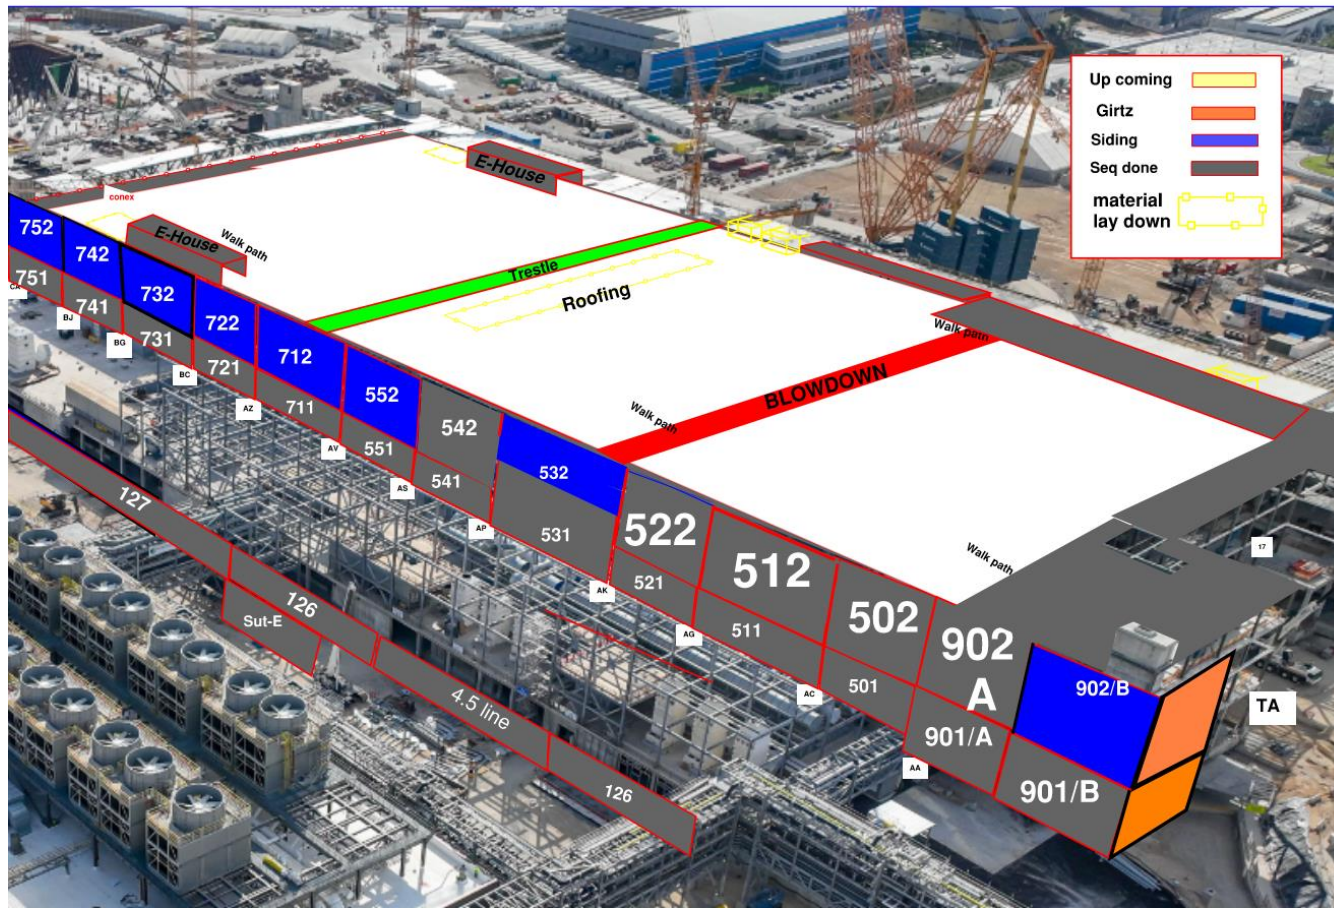 Up coming
Girtz
Siding
Seq done
material
lay down
E-House
conex
E-House
Walk path
Trestle
Roofing
Walk path
BLOWDOWN
Walk path
Walk path
752
742
732
722
712
552
542
532
522
512
502
902
A
902/B
751
741
731
721
711
551
541
531
521
511
501
901/A
901/B
CA
BJ
BG
BC
AZ
AV
AS
AP
AK
AG
AC
AA
17
TA
127
126
Sut-E
4.5 line
126